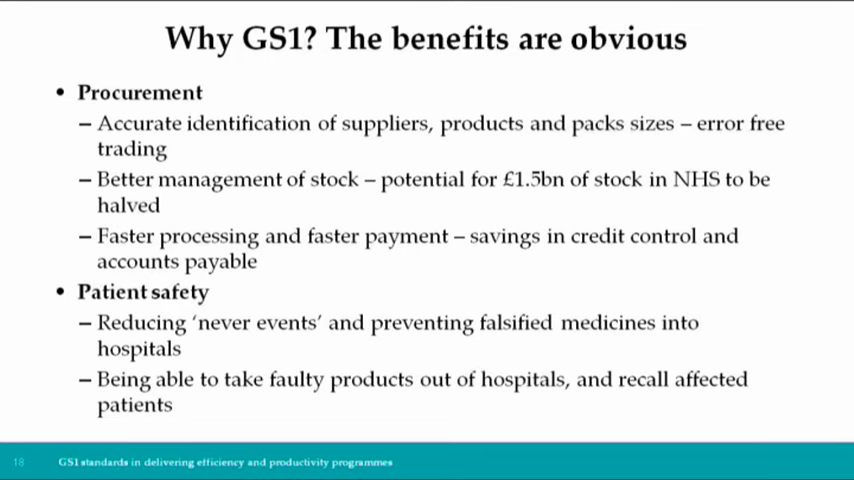 Why GS1? The benefits are obvious
• Procurement
– Accurate identification of suppliers, products and packs sizes – error free
trading
– Better management of stock – potential for £1.5bn of stock in NHS to be
halved
– Faster processing and faster payment – savings in credit control and
accounts payable
• Patient safety
– Reducing ‘never events’ and preventing falsified medicines into
hospitals
– Being able to take faulty products out of hospitals, and recall affected
patients
18 GS1 standards in delivering efficiency and productivity programmes